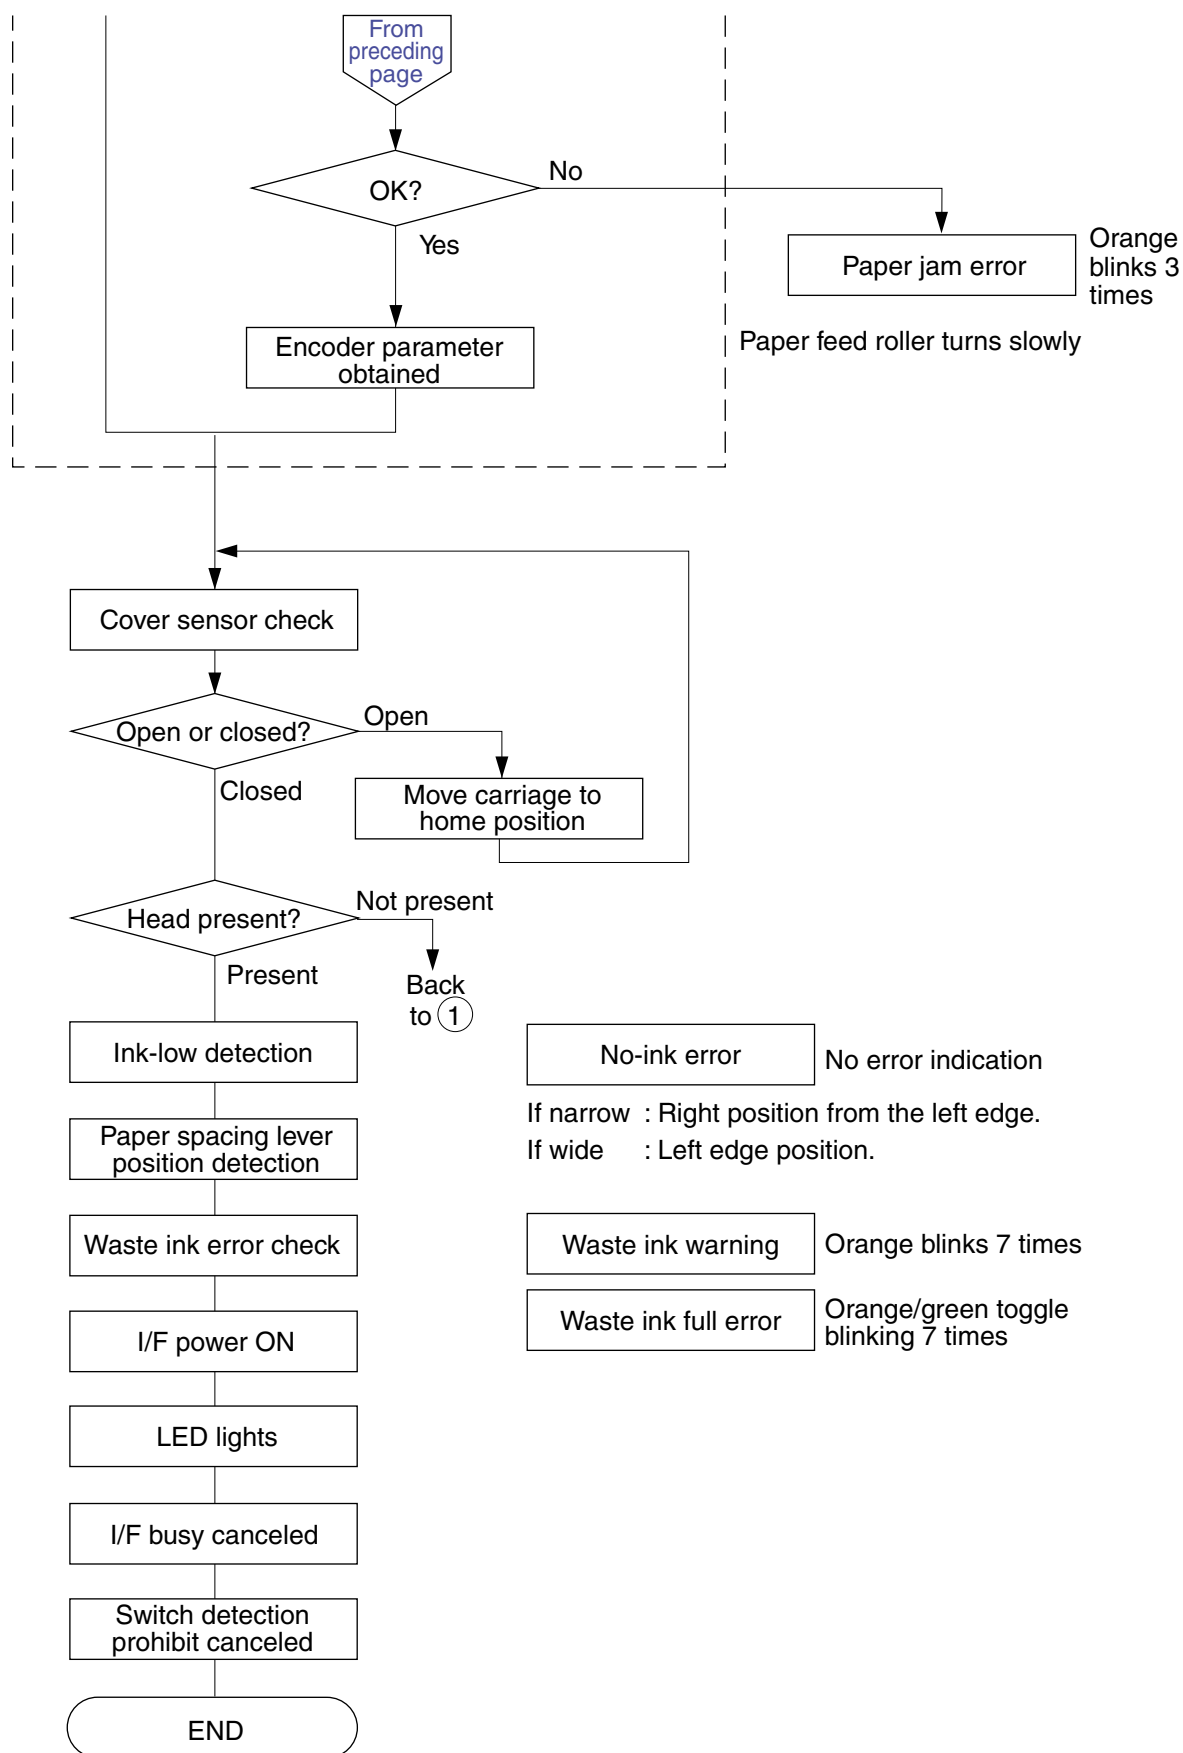 From
preceding
page
OK?
No
Yes
Paper jam error
Orange
blinks 3
times
Encoder parameter
obtained
Paper feed roller turns slowly
Cover sensor check
Open or closed?
Open
Closed
Move carriage to
home position
Head present?
Not present
Present
Back
to 1
Ink-low detection
No-ink error
No error indication
If narrow : Right position from the left edge.
If wide : Left edge position.
Paper spacing lever
position detection
Waste ink error check
Waste ink warning
Orange blinks 7 times
I/F power ON
Waste ink full error
Orange/green toggle
blinking 7 times
LED lights
I/F busy canceled
Switch detection
prohibit canceled
END